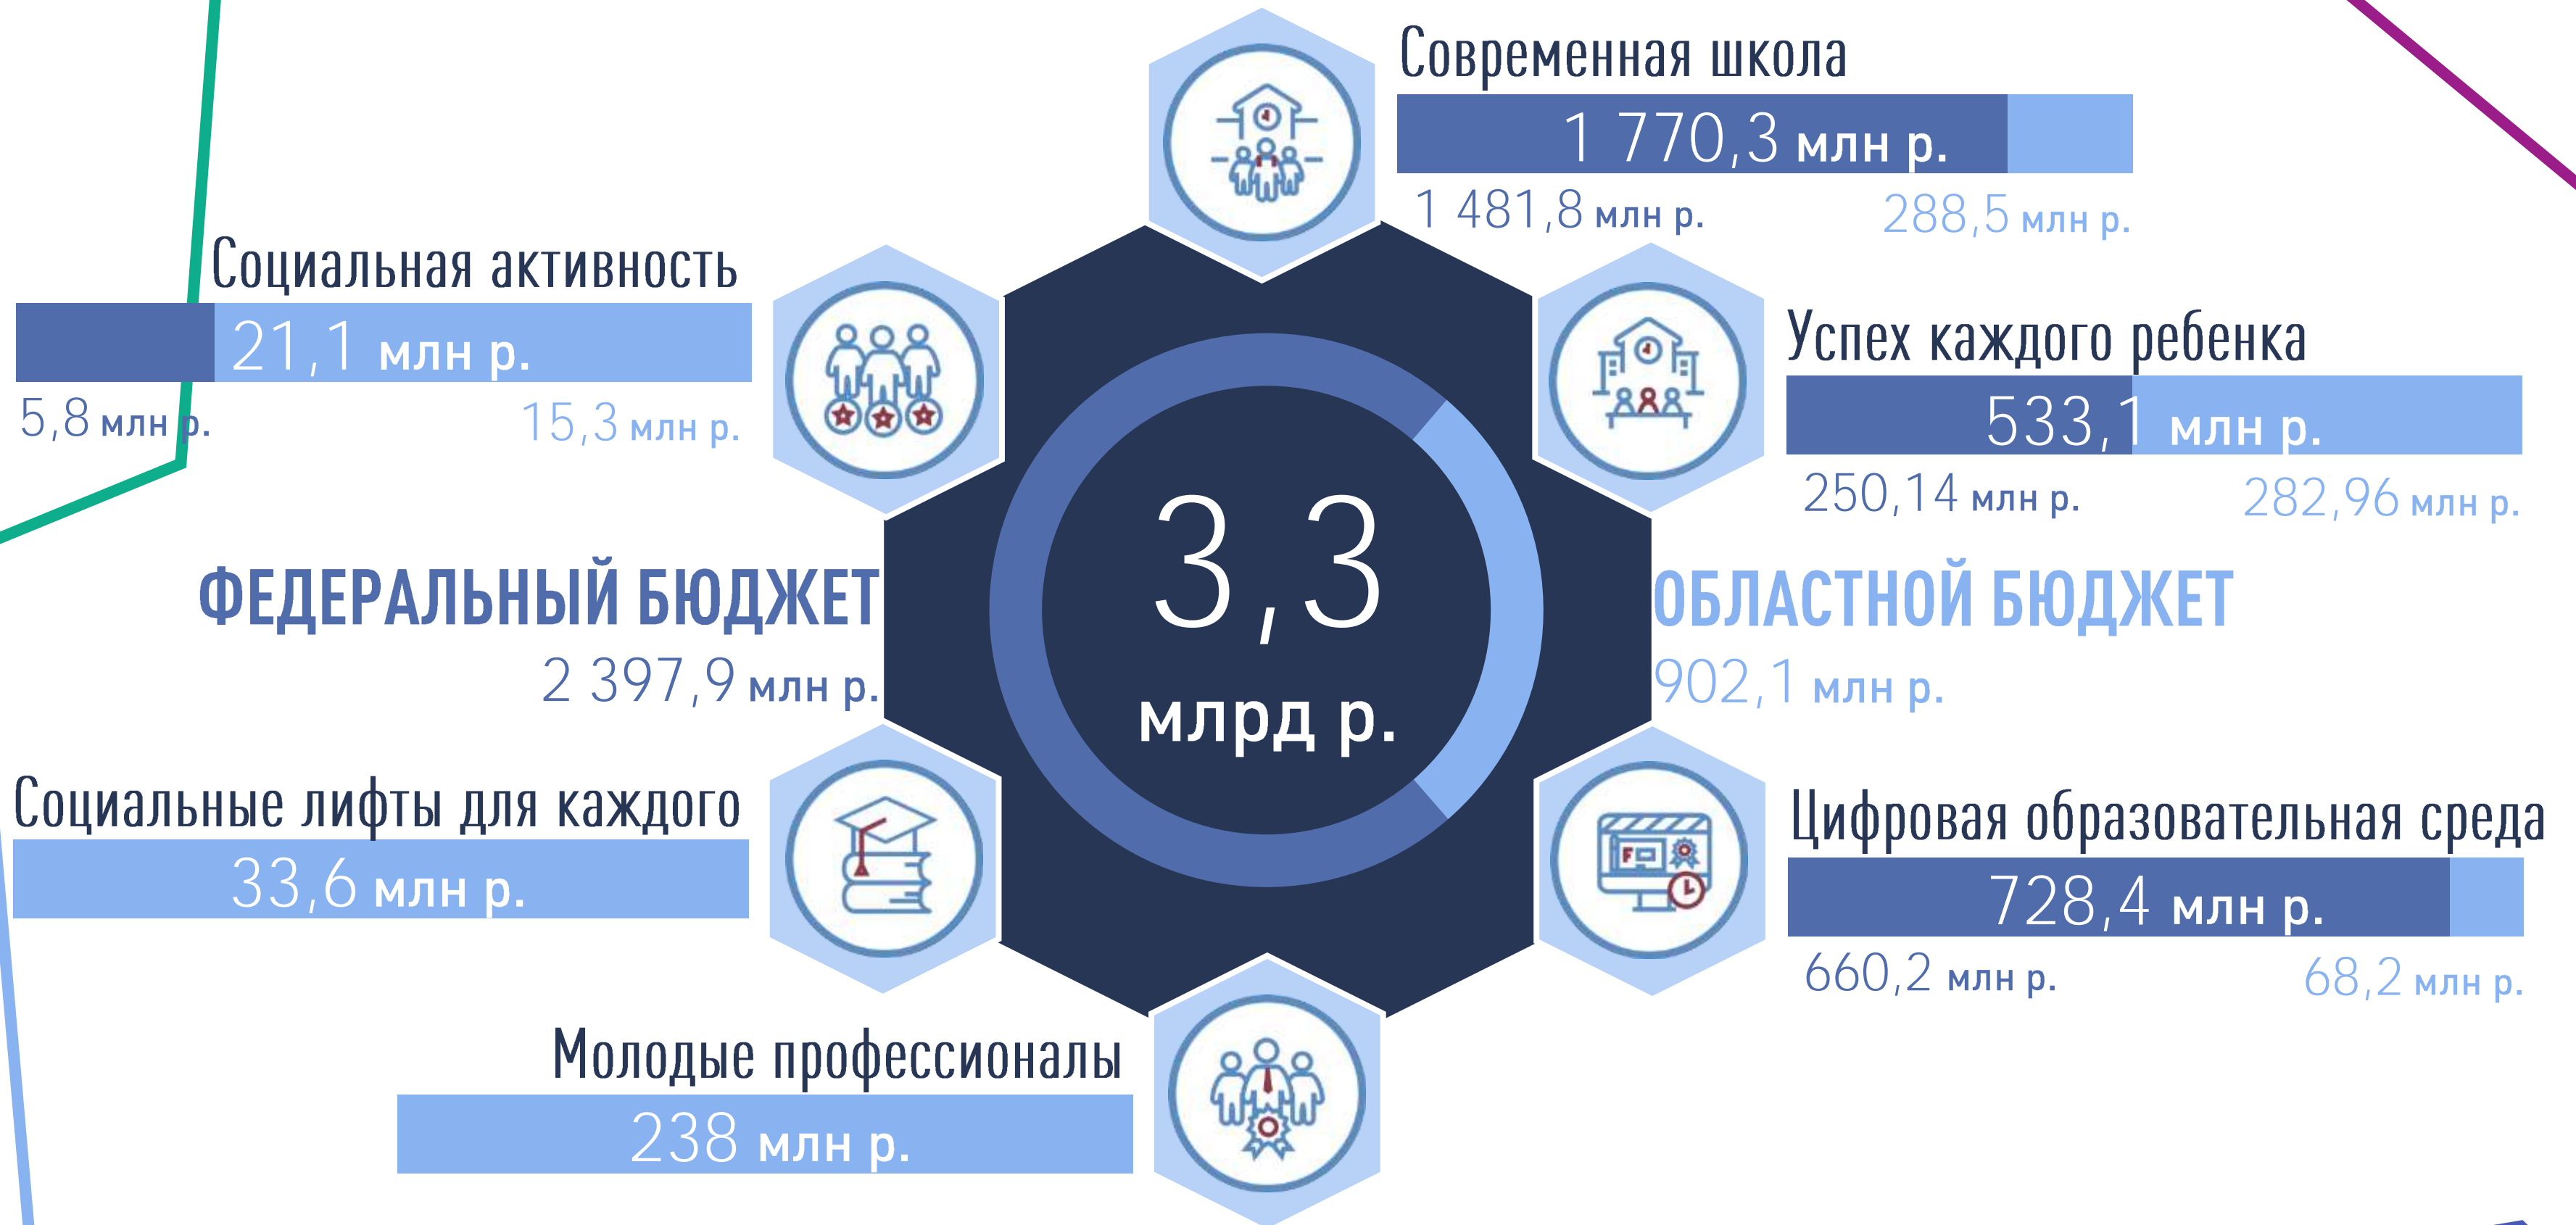 Современная школа
1 770,3 млн р.
1 481,8 млн р.
288,5 млн р.
Социальная активность
21,1 млн р.
5,8 млн р.
15,3 млн р.
Успех каждого ребенка
533,1 млн р.
250,14 млн р.
282,96 млн р.
3,3
млрд р.
ФЕДЕРАЛЬНЫЙ БЮДЖЕТ
2 397,9 млн р.
ОБЛАСТНОЙ БЮДЖЕТ
902,1 млн р.
Социальные лифты для каждого
33,6 млн р.
Цифровая образовательная среда
728,4 млн р.
660,2 млн р.
68,2 млн р.
Молодые профессионалы
238 млн р.